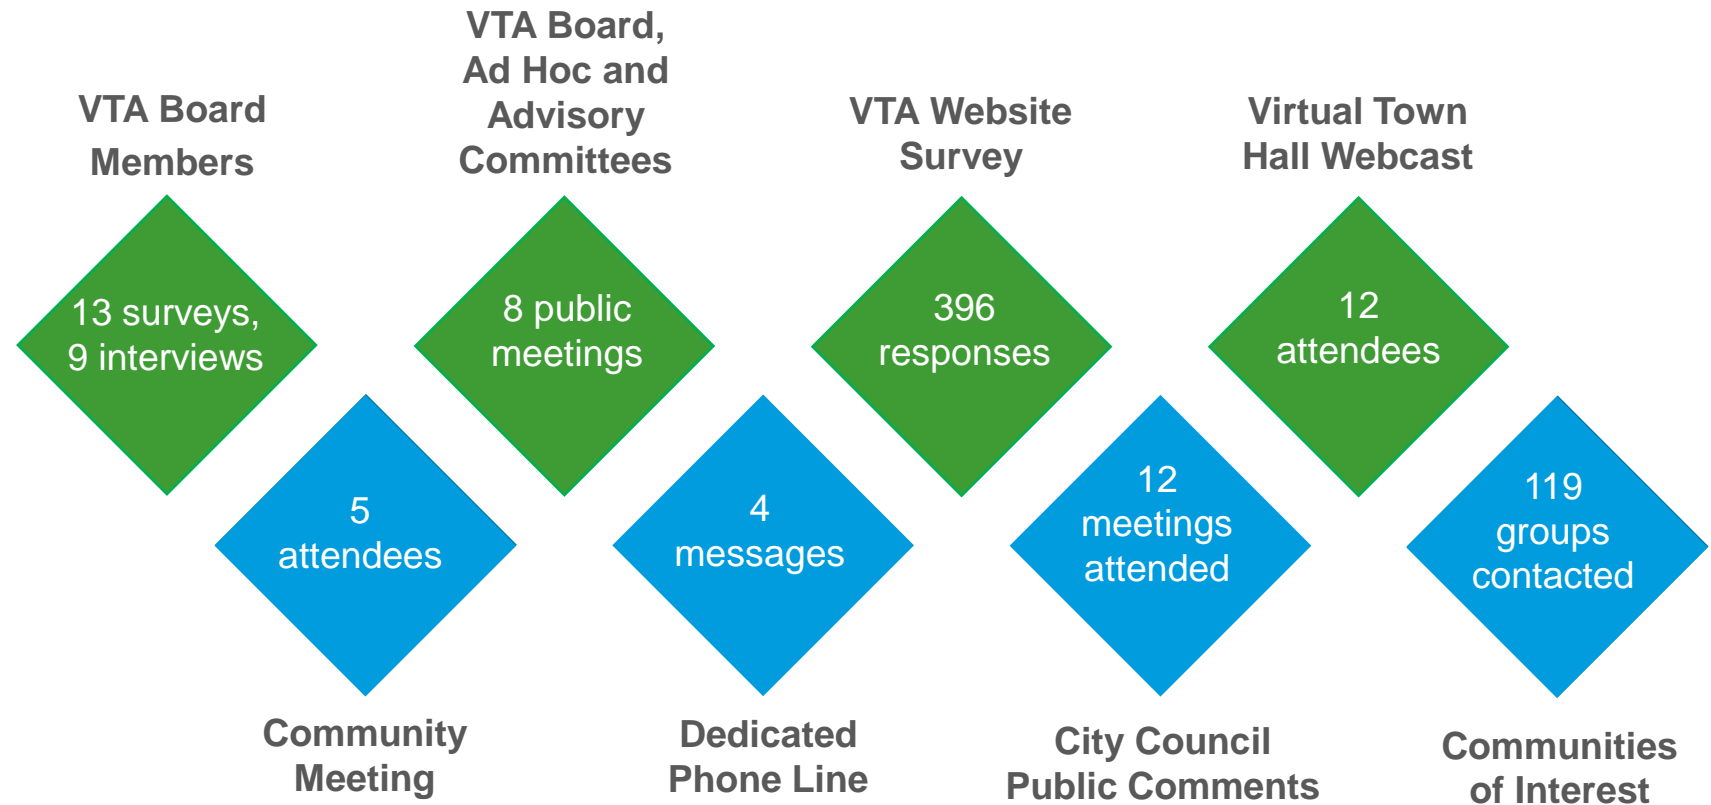 VTA Board
Members
13 surveys,
9 interviews
5
attendees
Community
Meeting
VTA Board,
Ad Hoc and
Advisory
Committees
8 public
meetings
4
messages
Dedicated
Phone Line
VTA Website
Survey
396
responses
12
meetings
attended
City Council
Public Comments
Virtual Town
Hall Webcast
12
attendees
119
groups
contacted
Communities
of Interest